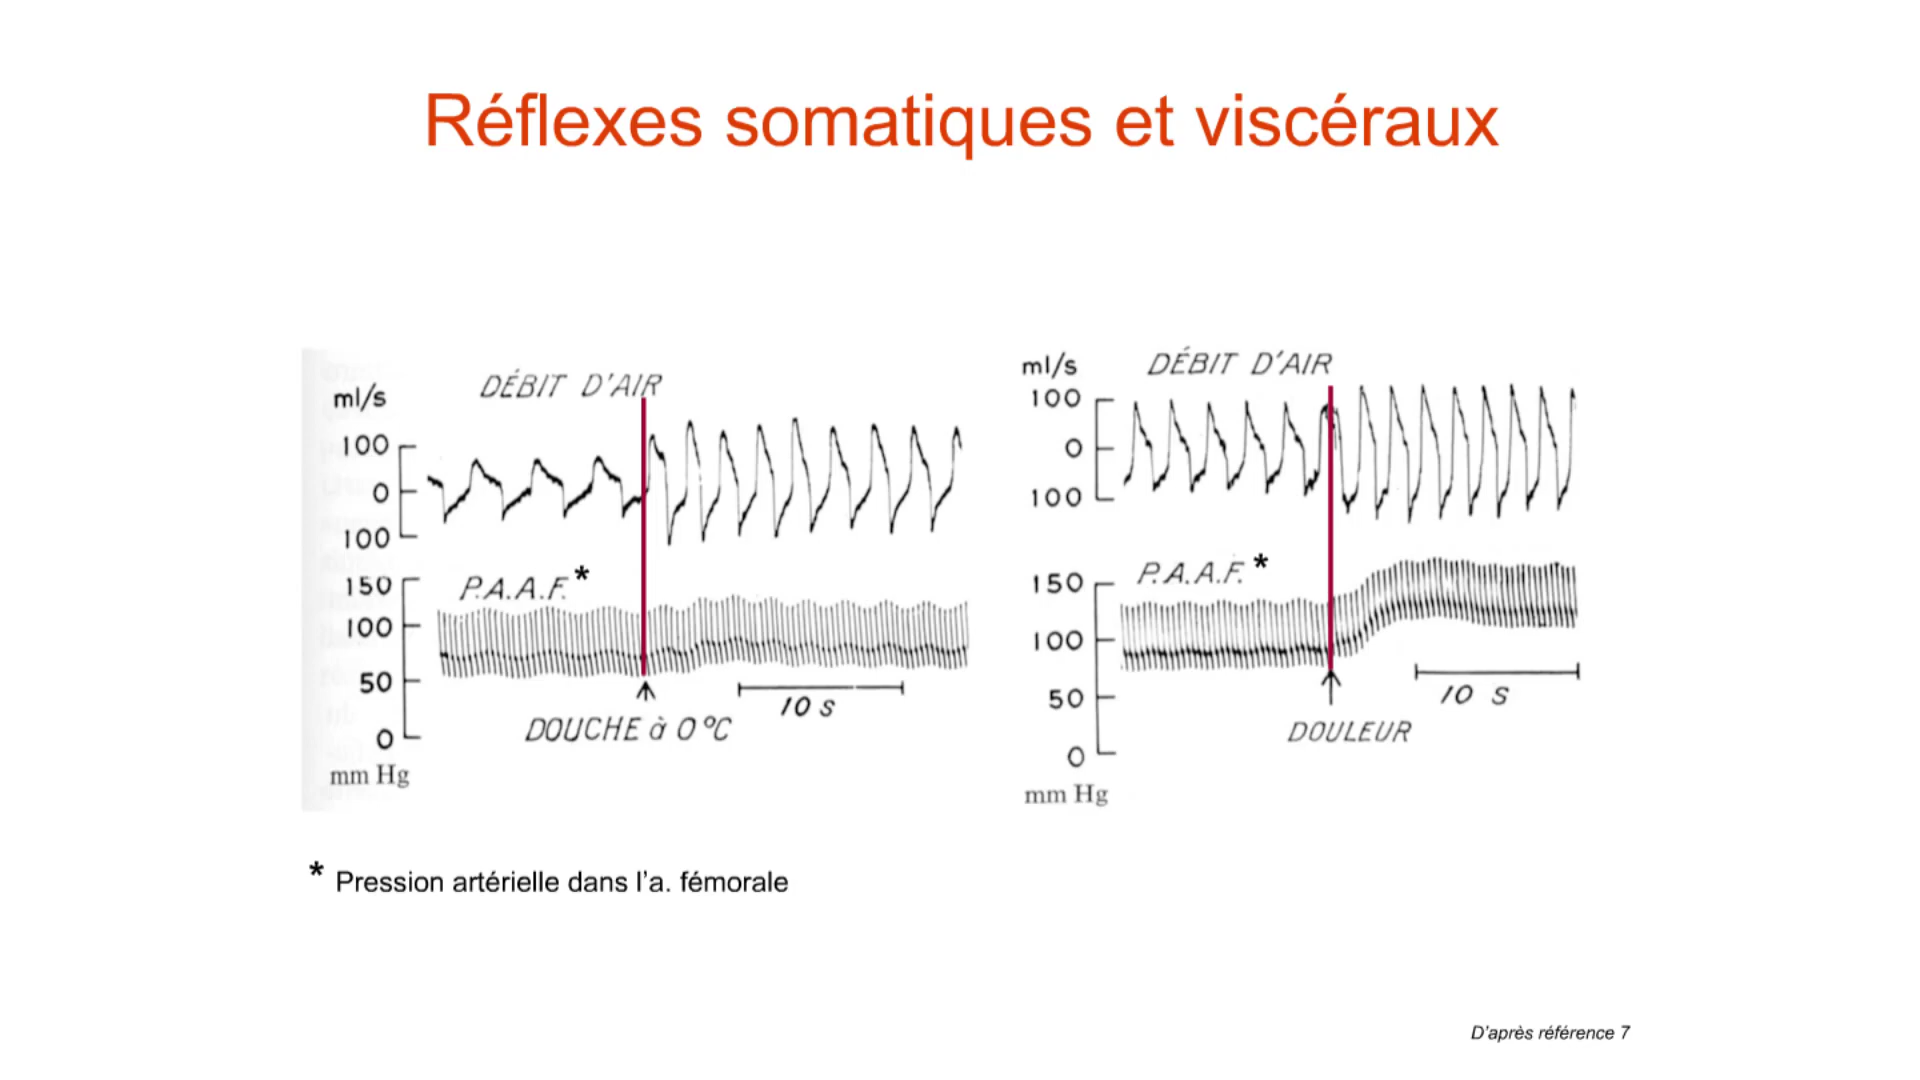 Réflexes somatiques et viscéraux
DÉBIT D'AIR
ml/s
100
0
100
150
P.A.A.F. *
100
50
0
mm Hg
10 s
DOUCHE à 0 °C
DÉBIT D'AIR
ml/s
100
0
100
150
P.A.A.F. *
100
50
0
mm Hg
10 s
DOULEUR
* Pression artérielle dans l'a. fémorale
D'après référence 7